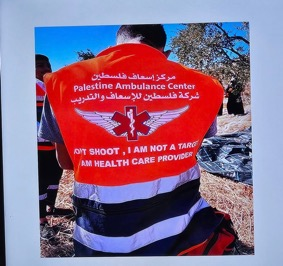 مركز إسعاف فلسطين
Palestine Ambulance Center
شركة فلسطين للإسعاف والتدريب
SHOOT , I AM NOT A
AM HEALTH CARE PROVIDER